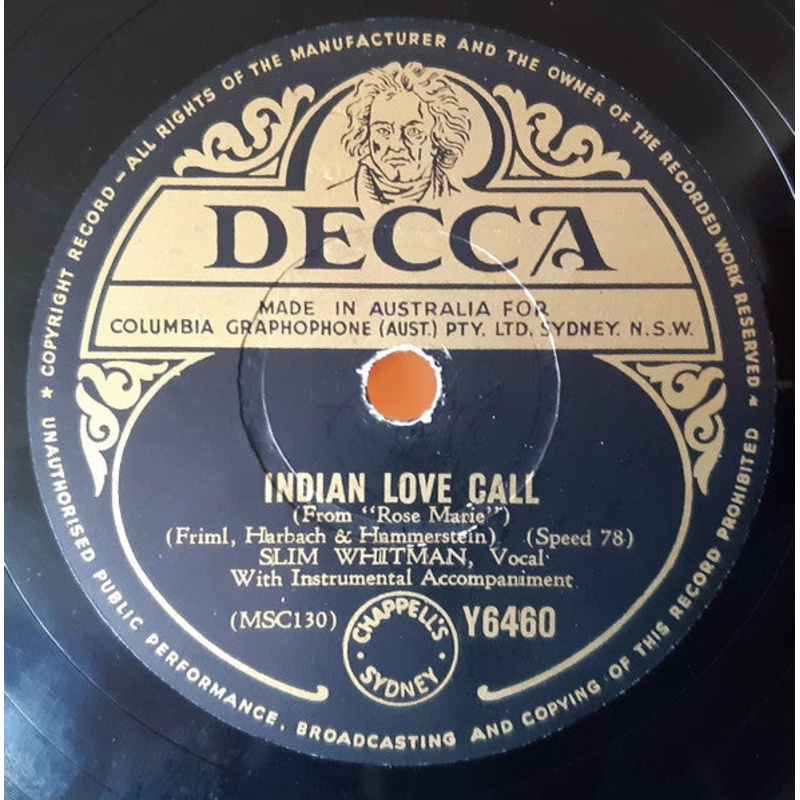 ★ COPYRIGHT RECORD – ALL RIGHTS OF THE MANUFACTURER AND THE OWNER OF THE RECORDED WORK RESERVED ★
DECCA
MADE IN AUSTRALIA FOR
COLUMBIA GRAPHOPHONE (AUST.) PTY. LTD. SYDNEY. N.S.W.
INDIAN LOVE CALL
(From "Rose Marie")
(Friml, Harbach & Hammerstein) (Speed 78)
SLIM WHITMAN, Vocal
With Instrumental Accompaniment
(MSC130) CHAPPELL'S Y6460
· SYDNEY ·
UNAUTHORISED PUBLIC PERFORMANCE, BROADCASTING AND COPYING OF THIS RECORD PROHIBITED